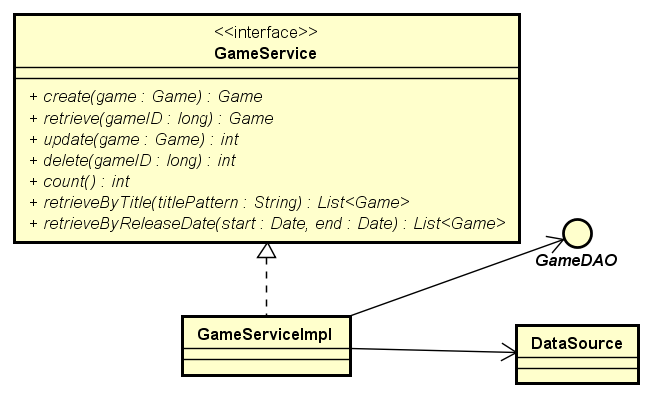 <<interface>>
GameService
+ create(game : Game) : Game
+ retrieve(gameID : long) : Game
+ update(game : Game) : int
+ delete(gameID : long) : int
+ count() : int
+ retrieveByTitle(titlePattern : String) : List<Game>
+ retrieveByReleaseDate(start : Date, end : Date) : List<Game>
GameDAO
GameServiceImpl
DataSource